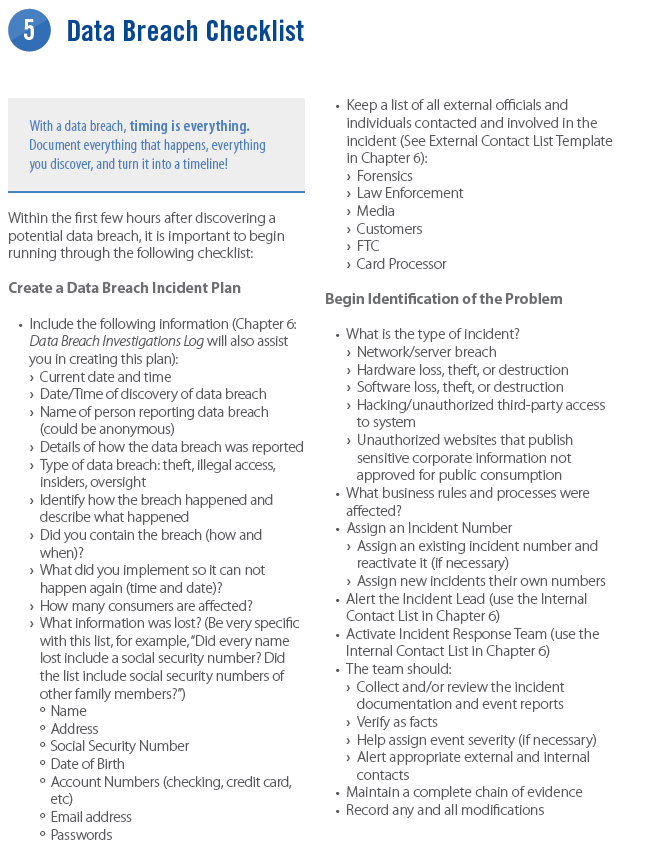 5 Data Breach Checklist
With a data breach, timing is everything.
Document everything that happens, everything
you discover, and turn it into a timeline!
Within the first few hours after discovering a
potential data breach, it is important to begin
running through the following checklist:
Create a Data Breach Incident Plan
• Include the following information (Chapter 6:
Data Breach Investigations Log will also assist
you in creating this plan):
› Current date and time
› Date/Time of discovery of data breach
› Name of person reporting data breach
(could be anonymous)
› Details of how the data breach was reported
› Type of data breach: theft, illegal access,
insiders, oversight
› Identify how the breach happened and
describe what happened
› Did you contain the breach (how and
when)?
› What did you implement so it can not
happen again (time and date)?
› How many consumers are affected?
› What information was lost? (Be very specific
with this list, for example, “Did every name
lost include a social security number? Did
the list include social security numbers of
other family members?”)
º Name
º Address
º Social Security Number
º Date of Birth
º Account Numbers (checking, credit card,
etc)
º Email address
º Passwords
• Keep a list of all external officials and
individuals contacted and involved in the
incident (See External Contact List Template
in Chapter 6):
› Forensics
› Law Enforcement
› Media
› Customers
› FTC
› Card Processor
Begin Identification of the Problem
• What is the type of incident?
› Network/server breach
› Hardware loss, theft, or destruction
› Software loss, theft, or destruction
› Hacking/unauthorized third-party access
to system
› Unauthorized websites that publish
sensitive corporate information not
approved for public consumption
• What business rules and processes were
affected?
• Assign an Incident Number
› Assign an existing incident number and
reactivate it (if necessary)
› Assign new incidents their own numbers
• Alert the Incident Lead (use the Internal
Contact List in Chapter 6)
• Activate Incident Response Team (use the
Internal Contact List in Chapter 6)
• The team should:
› Collect and/or review the incident
documentation and event reports
› Verify as facts
› Help assign event severity (if necessary)
› Alert appropriate external and internal
contacts
• Maintain a complete chain of evidence
• Record any and all modifications